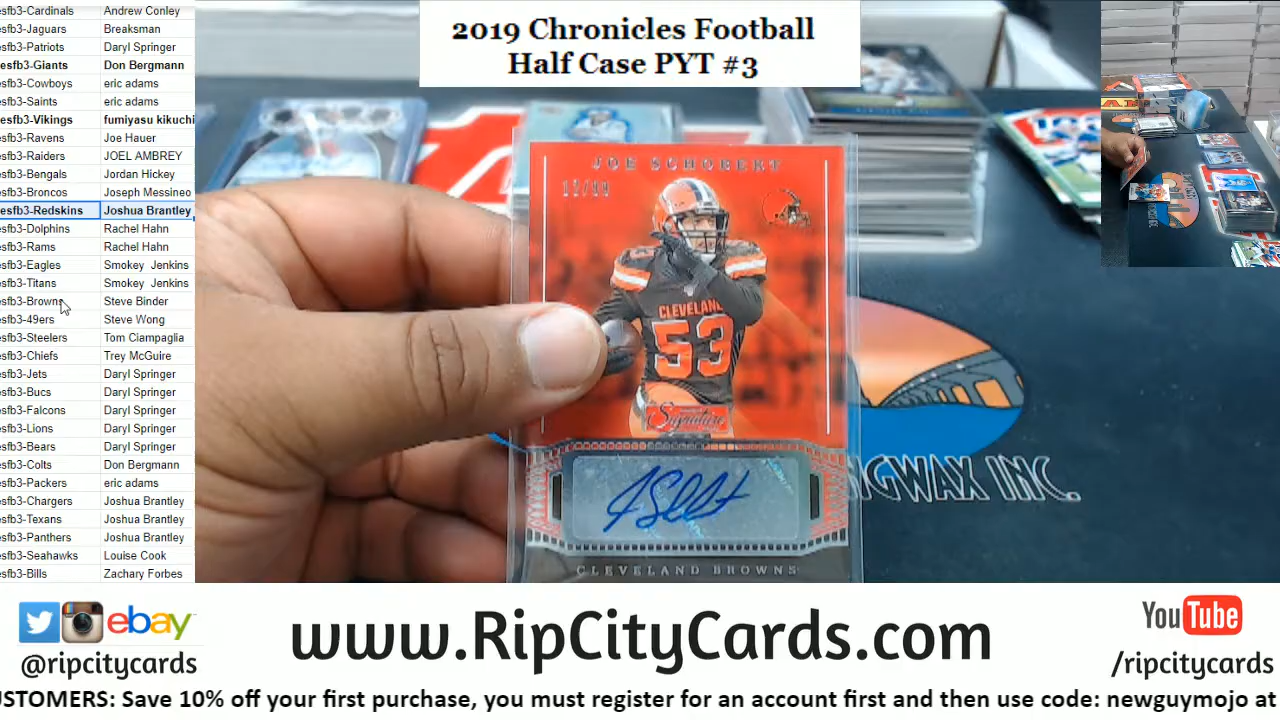 esfb3-Cardinals Andrew Conley
esfb3-Jaguars Breaksman
esfb3-Patriots Daryl Springer
esfb3-Giants Don Bergmann
esfb3-Cowboys eric adams
esfb3-Saints eric adams
esfb3-Vikings fumiyasu kikuchi
esfb3-Ravens Joe Hauer
esfb3-Raiders JOEL AMBREY
esfb3-Bengals Jordan Hickey
esfb3-Broncos Joseph Messineo
esfb3-Redskins Joshua Brantley
esfb3-Dolphins Rachel Hahn
esfb3-Rams Rachel Hahn
esfb3-Eagles Smokey Jenkins
esfb3-Titans Smokey Jenkins
esfb3-Browns Steve Binder
esfb3-49ers Steve Wong
esfb3-Steelers Tom Ciampaglia
esfb3-Chiefs Trey McGuire
esfb3-Jets Daryl Springer
esfb3-Bucs Daryl Springer
esfb3-Falcons Daryl Springer
esfb3-Lions Daryl Springer
esfb3-Bears Daryl Springer
esfb3-Colts Don Bergmann
esfb3-Packers eric adams
esfb3-Chargers Joshua Brantley
esfb3-Texans Joshua Brantley
esfb3-Panthers Joshua Brantley
esfb3-Seahawks Louise Cook
esfb3-Bills Zachary Forbes
2019 Chronicles Football
Half Case PYT #3
JOE SCHOBERT
CLEVELAND
53
Signature
CLEVELAND BROWNS
NGWAX INC.
ebay
@ripcitycards
www.RipCityCards.com
YouTube
/ripcitycards
USTOMERS: Save 10% off your first purchase, you must register for an account first and then use code: newguymojo at